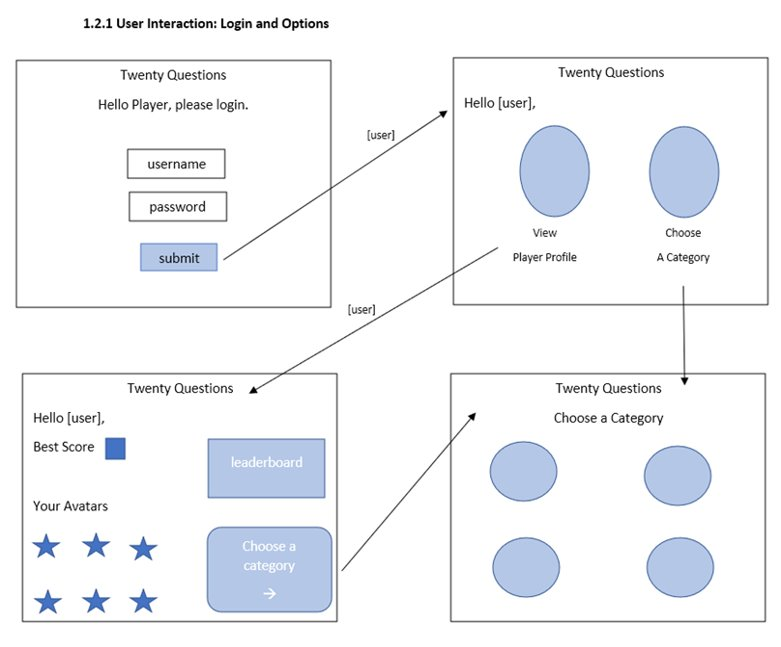 1.2.1 User Interaction: Login and Options
Twenty Questions
Hello Player, please login.
username
password
submit
[user]
Twenty Questions
Hello [user],
View
Player Profile
Choose
A Category
[user]
Twenty Questions
Hello [user],
Best Score
leaderboard
Your Avatars
Choose a
category
→
Twenty Questions
Choose a Category